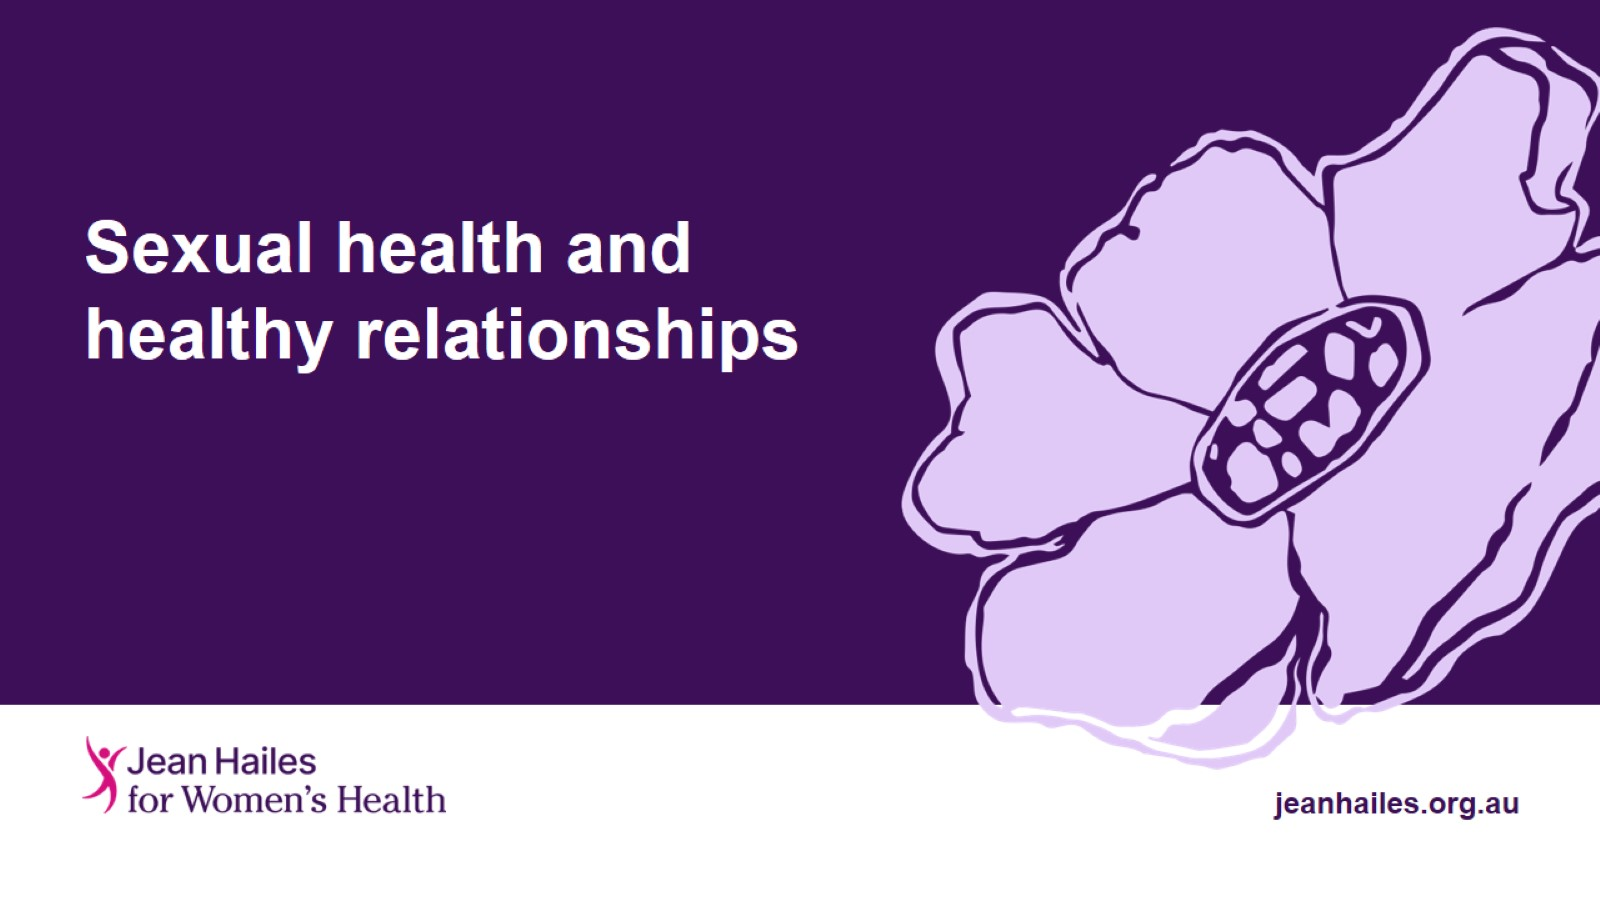 Sexual health and
healthy relationships
Jean Hailes
for Women's Health
jeanhailes.org.au